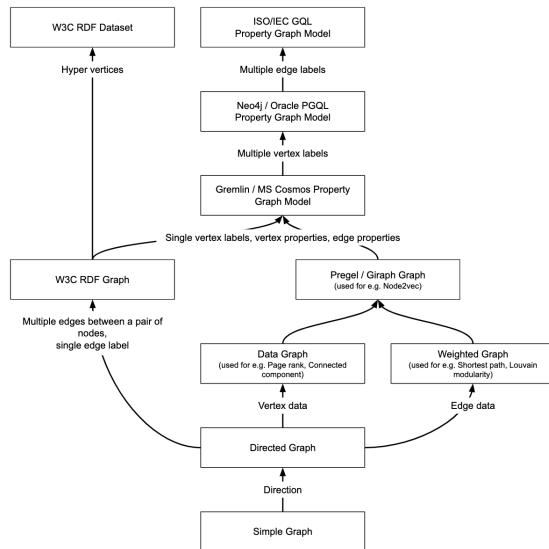 W3C RDF Dataset
ISO/IEC GQL
Property Graph Model
Hyper vertices
Multiple edge labels
Neo4j / Oracle PGQL
Property Graph Model
Multiple vertex labels
Gremlin / MS Cosmos Property
Graph Model
Single vertex labels, vertex properties, edge properties
W3C RDF Graph
Pregel / Giraph Graph
(used for e.g. Node2vec)
Multiple edges between a pair of
nodes,
single edge label
Data Graph
(used for e.g. Page rank, Connected
component)
Weighted Graph
(used for e.g. Shortest path, Louvain
modularity)
Vertex data
Edge data
Directed Graph
Direction
Simple Graph